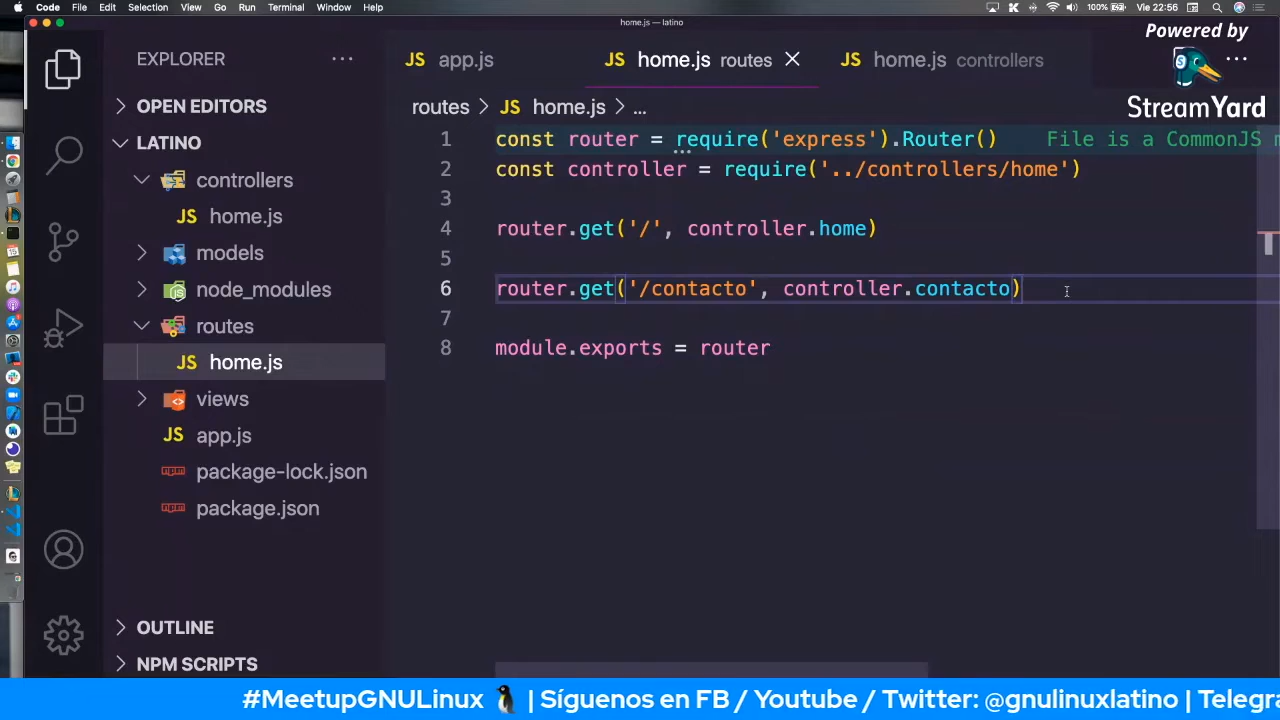 Code File Edit Selection View Go Run Terminal Window Help 100% Vie 22:56
home.js — latino
Powered by
StreamYard
EXPLORER
OPEN EDITORS
LATINO
controllers
JS home.js
models
node_modules
routes
JS home.js
views
JS app.js
package-lock.json
package.json
OUTLINE
NPM SCRIPTS
JS app.js JS home.js routes JS home.js controllers
routes > JS home.js > ...
1 const router = require('express').Router() File is a CommonJS m
2 const controller = require('../controllers/home')
3
4 router.get('/', controller.home)
5
6 router.get('/contacto', controller.contacto)
7
8 module.exports = router
#MeetupGNULinux 🐧 | Síguenos en FB / Youtube / Twitter: @gnulinuxlatino | Telegra